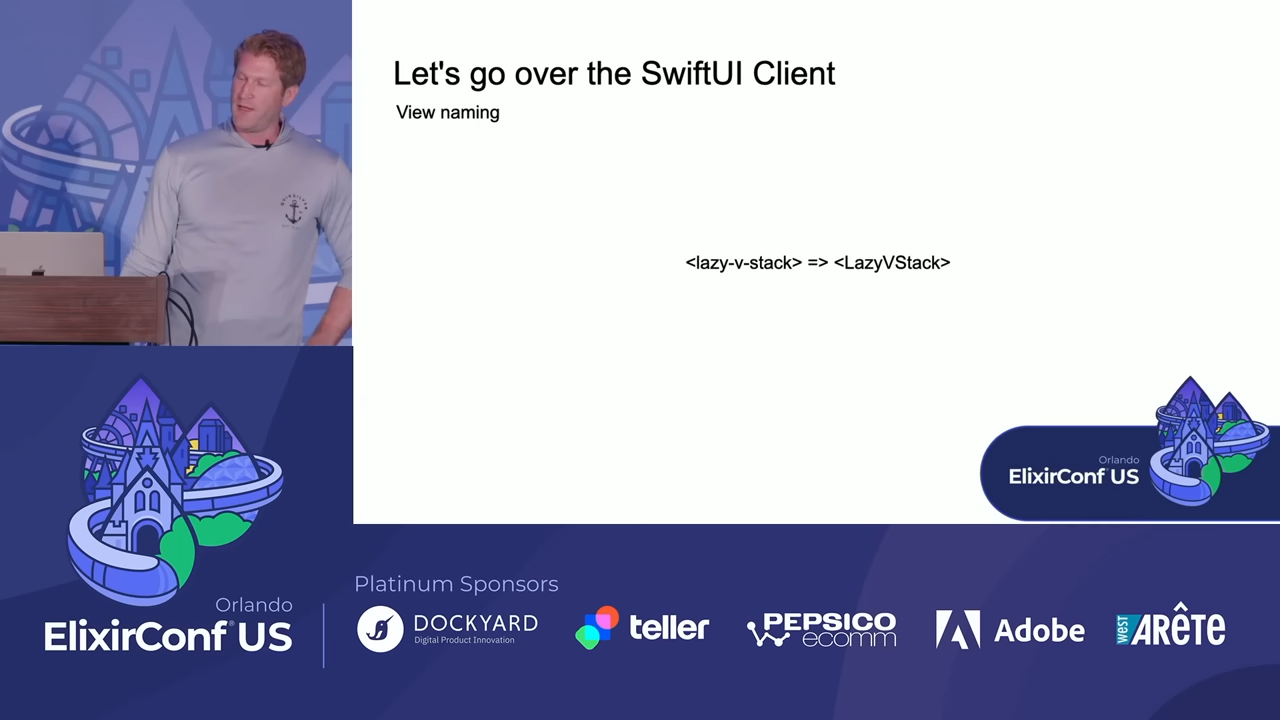 Let's go over the SwiftUI Client
View naming
<lazy-v-stack> => <LazyVStack>
Orlando
ElixirConf US
Orlando
ElixirConf® US
Platinum Sponsors
DOCKYARD
Digital Product Innovation
teller
PEPSICO
ecomm
Adobe
west ARÊTE